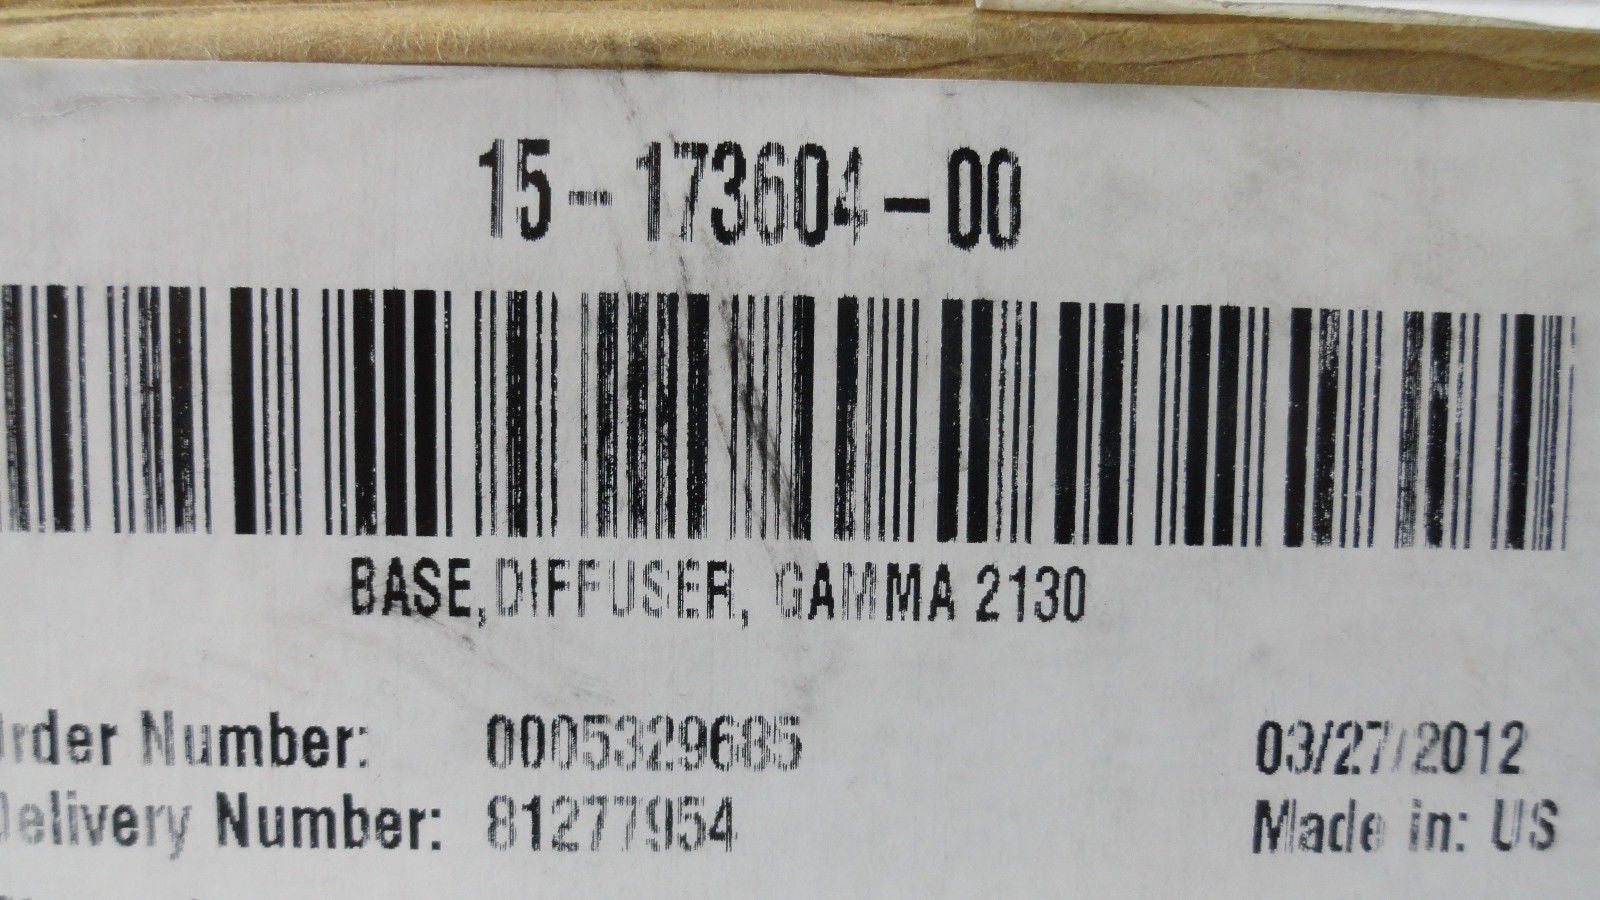 15-173604-00
BASE,DIFFUSER, GAMMA 2130
Order Number: 0005329685 03/27/2012
Delivery Number: 81277954 Made in: US